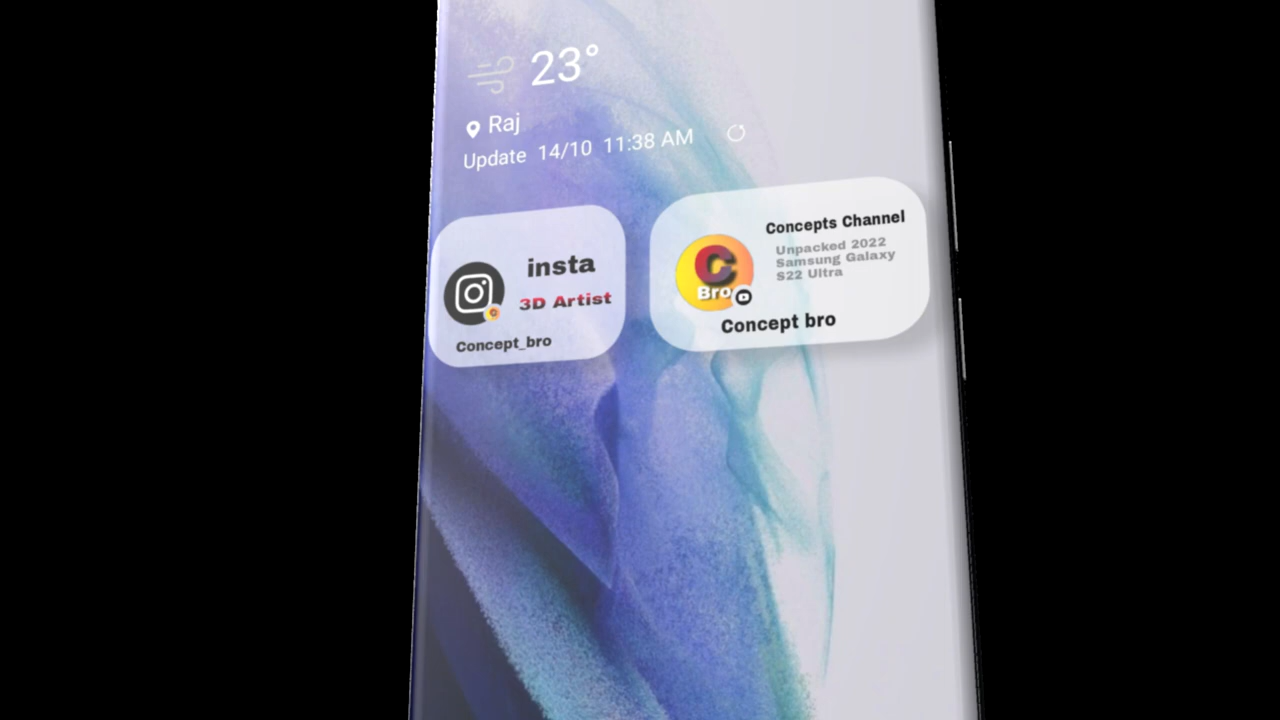 23°
Raj
Update 14/10 11:38 AM
insta
3D Artist
Concept_bro
Concepts Channel
Unpacked 2022
Samsung Galaxy
S22 Ultra
C
Bro
Concept bro